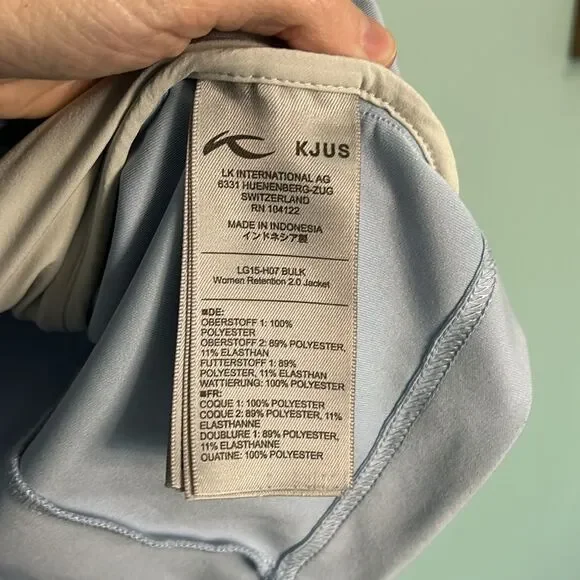 KJUS
LK INTERNATIONAL AG
6331 HUENENBERG-ZUG
SWITZERLAND
RN 104122
MADE IN INDONESIA
インドネシア製
LG15-H07 BULK
Women Retention 2.0 Jacket
■DE:
OBERSTOFF 1: 100%
POLYESTER
OBERSTOFF 2: 89% POLYESTER,
11% ELASTHAN
FUTTERSTOFF 1: 89%
POLYESTER, 11% ELASTHAN
WATTIERUNG: 100% POLYESTER
■FR:
COQUE 1: 100% POLYESTER
COQUE 2: 89% POLYESTER, 11%
ELASTHANNE
DOUBLURE 1: 89% POLYESTER,
11% ELASTHANNE
OUATINE: 100% POLYESTER